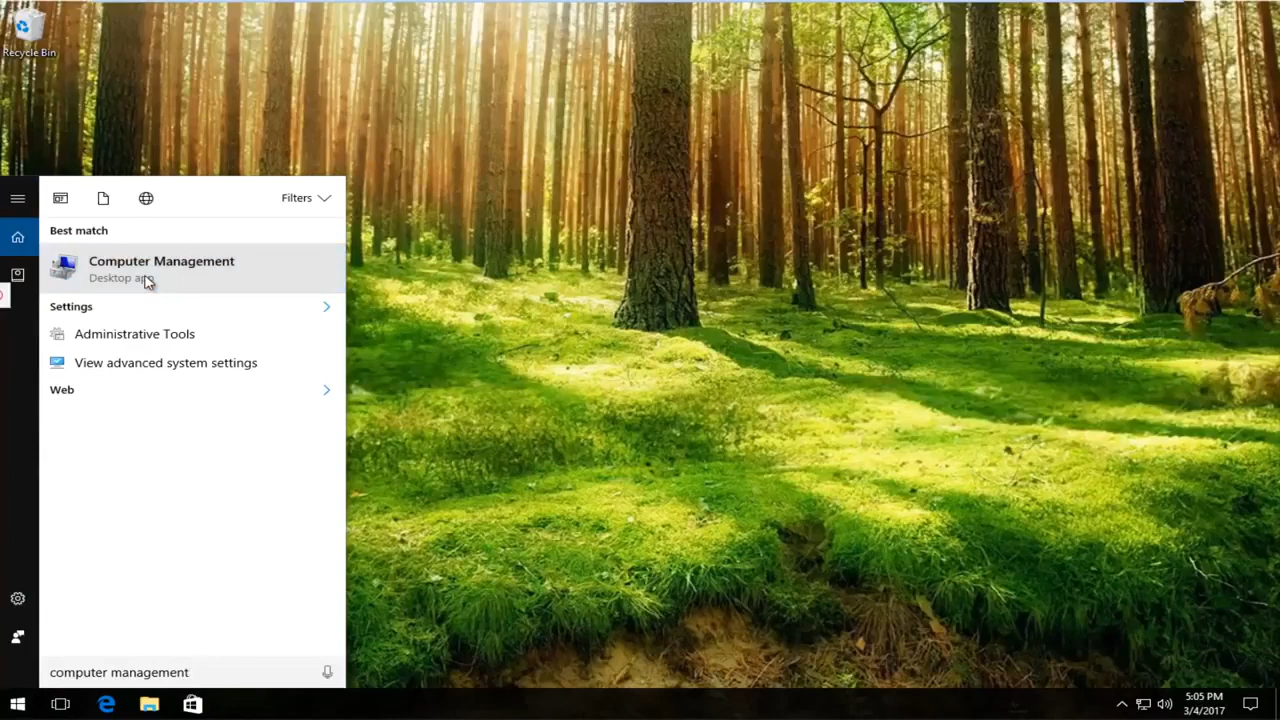 Recycle Bin
Filters
Best match
Computer Management
Desktop app
Settings
Administrative Tools
View advanced system settings
Web
computer management
5:05 PM
3/4/2017